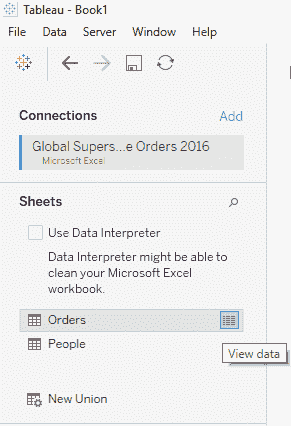 Tableau - Book1
File Data Server Window Help
Connections Add
Global Supers...e Orders 2016
Microsoft Excel
Sheets
Use Data Interpreter
Data Interpreter might be able to
clean your Microsoft Excel
workbook.
Orders
People
View data
New Union